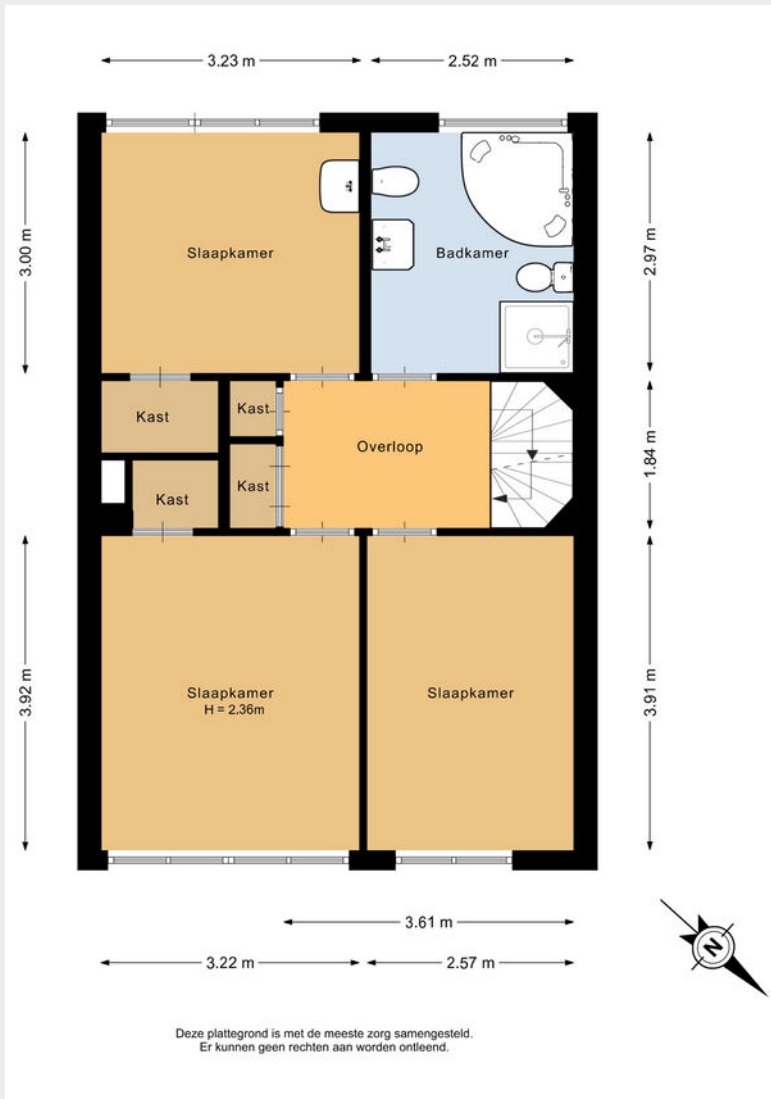 3.23 m
2.52 m
3.00 m
2.97 m
Slaapkamer
Badkamer
Kast
Kast
Overloop
1.84 m
Kast
Kast
3.92 m
3.91 m
Slaapkamer
H = 2.36m
Slaapkamer
3.61 m
3.22 m
2.57 m
N
Deze plattegrond is met de meeste zorg samengesteld.
Er kunnen geen rechten aan worden ontleend.